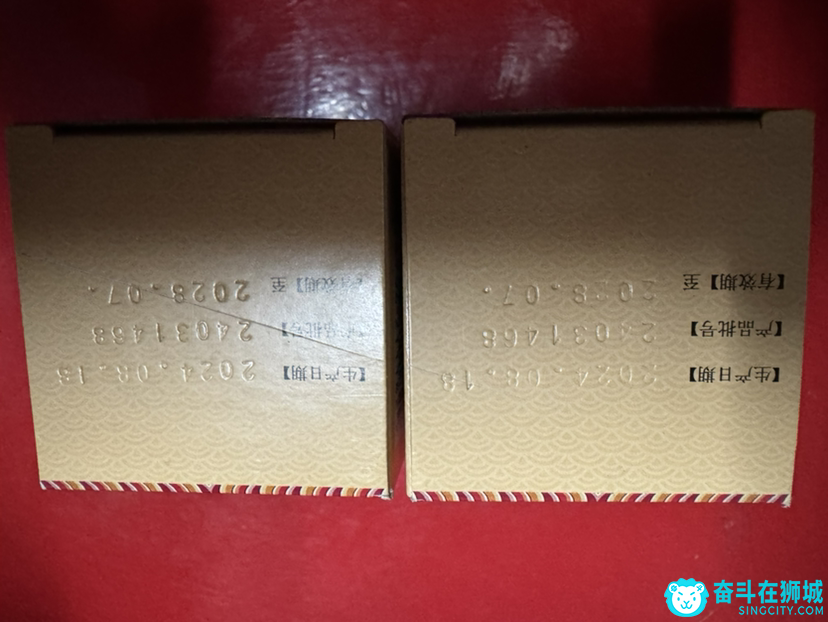 【生产日期】 2024.08.18
【产品批号】 24031468
【有效期】至 2028.07.
【生产日期】 2024.08.18
【产品批号】 24031468
【有效期】至 2028.07.
奋斗在狮城
SINGCITY.COM